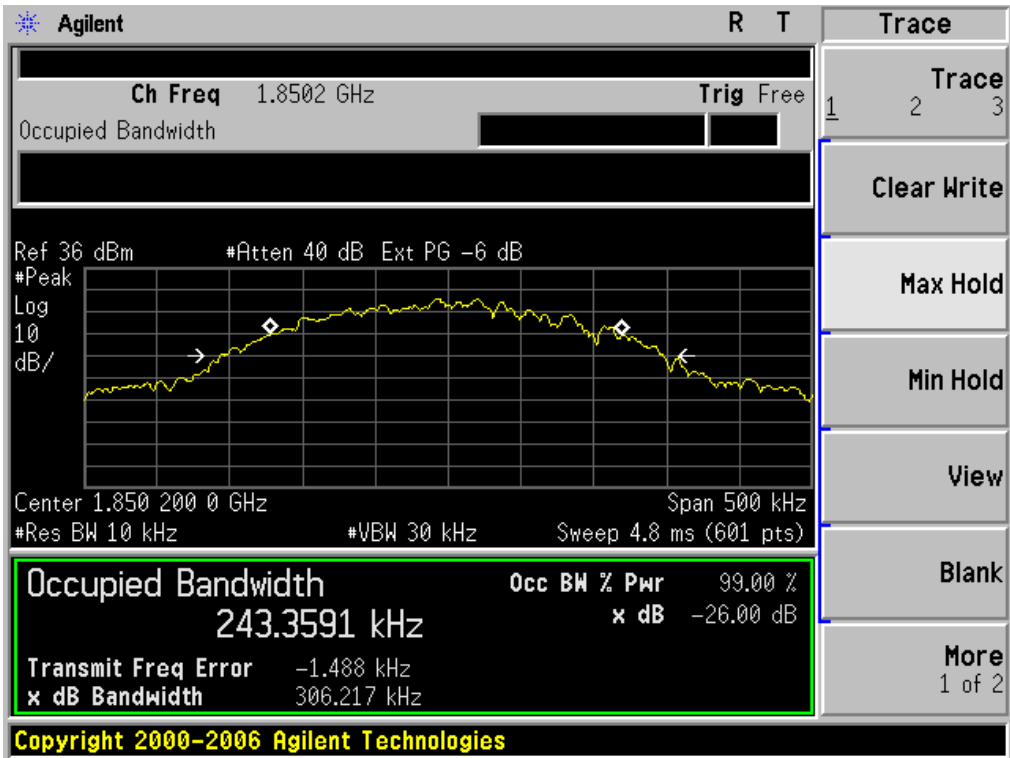 Agilent R T
Ch Freq 1.8502 GHz Trig Free
Occupied Bandwidth
Ref 36 dBm #Atten 40 dB Ext PG -6 dB
#Peak
Log
10
dB/
Center 1.850 200 0 GHz Span 500 kHz
#Res BW 10 kHz #VBW 30 kHz Sweep 4.8 ms (601 pts)
Occupied Bandwidth Occ BW % Pwr 99.00 %
243.3591 kHz x dB -26.00 dB
Transmit Freq Error -1.488 kHz
x dB Bandwidth 306.217 kHz
Copyright 2000-2006 Agilent Technologies
Trace
Trace
1 2 3
Clear Write
Max Hold
Min Hold
View
Blank
More
1 of 2